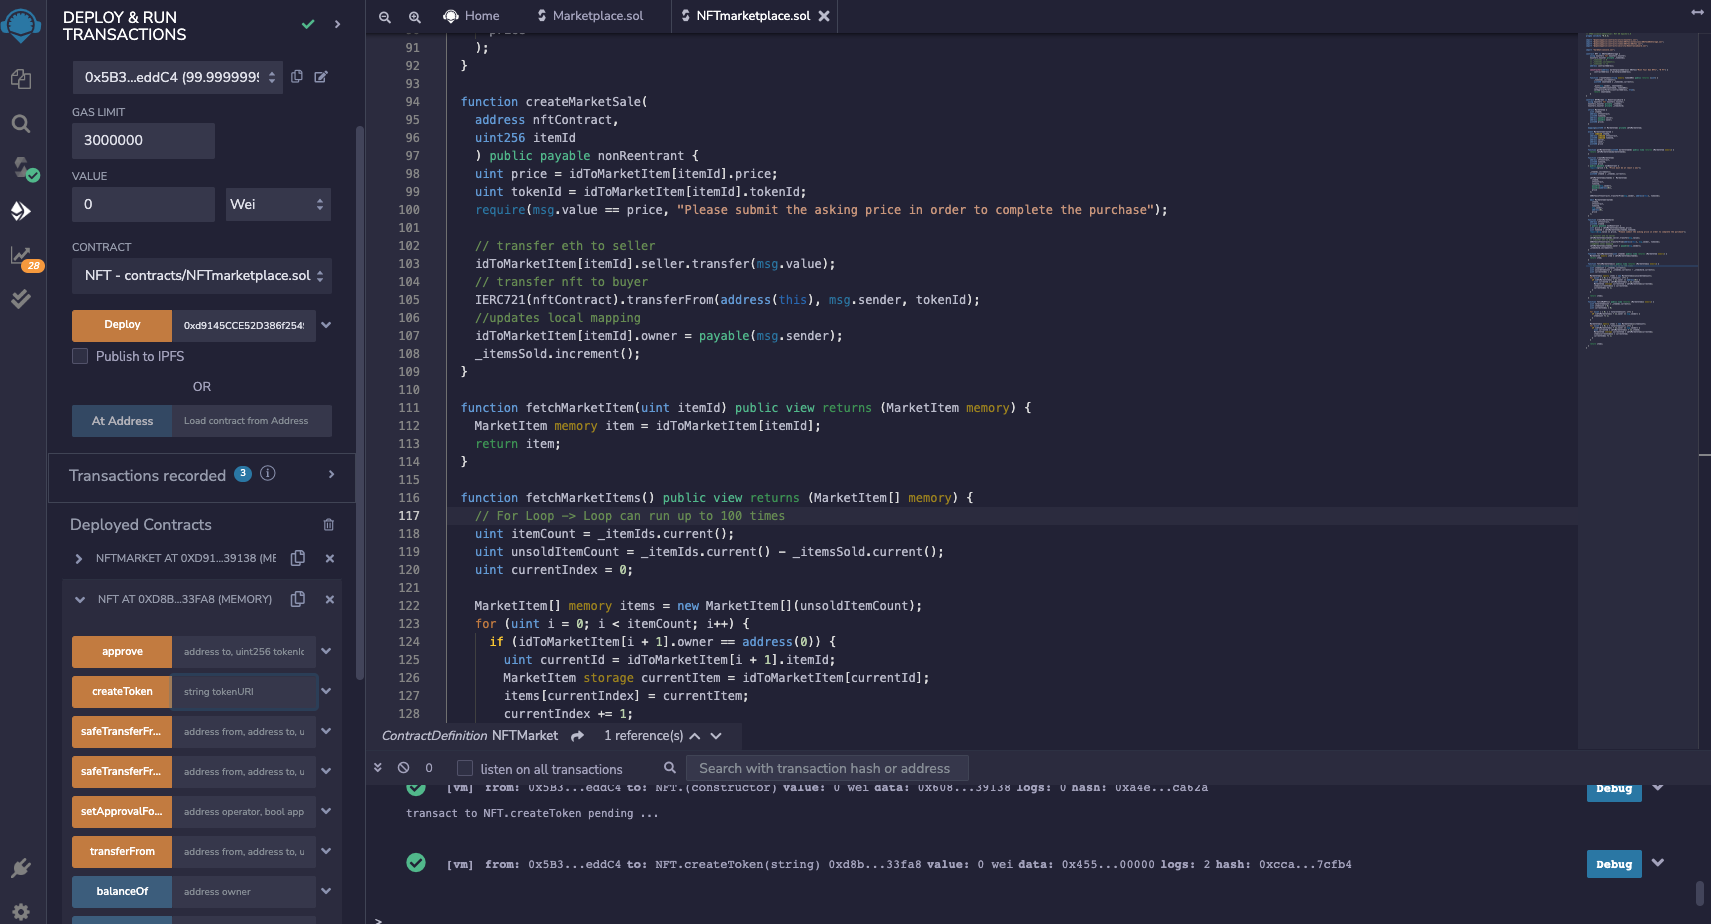 DEPLOY & RUN
TRANSACTIONS
0x5B3...eddC4 (99.9999999
GAS LIMIT
3000000
VALUE
0
Wei
CONTRACT
NFT - contracts/NFTmarketplace.sol
Deploy
0xd9145CCE52D386f254
Publish to IPFS
OR
At Address
Load contract from Address
Transactions recorded 3 i
Deployed Contracts
NFTMARKET AT 0XD91...39138 (ME
NFT AT 0XD8B...33FA8 (MEMORY)
approve
address to, uint256 tokenId
createToken
string tokenURI
safeTransferFr...
address from, address to, u
safeTransferFr...
address from, address to, u
setApprovalFo...
address operator, bool app
transferFrom
address from, address to, u
balanceOf
address owner
28
Home
Marketplace.sol
NFTmarketplace.sol
91 );
92 }
93
94 function createMarketSale(
95 address nftContract,
96 uint256 itemId
97 ) public payable nonReentrant {
98 uint price = idToMarketItem[itemId].price;
99 uint tokenId = idToMarketItem[itemId].tokenId;
100 require(msg.value == price, "Please submit the asking price in order to complete the purchase");
101
102 // transfer eth to seller
103 idToMarketItem[itemId].seller.transfer(msg.value);
104 // transfer nft to buyer
105 IERC721(nftContract).transferFrom(address(this), msg.sender, tokenId);
106 //updates local mapping
107 idToMarketItem[itemId].owner = payable(msg.sender);
108 _itemsSold.increment();
109 }
110
111 function fetchMarketItem(uint itemId) public view returns (MarketItem memory) {
112 MarketItem memory item = idToMarketItem[itemId];
113 return item;
114 }
115
116 function fetchMarketItems() public view returns (MarketItem[] memory) {
117 // For Loop -> Loop can run up to 100 times
118 uint itemCount = _itemIds.current();
119 uint unsoldItemCount = _itemIds.current() - _itemsSold.current();
120 uint currentIndex = 0;
121
122 MarketItem[] memory items = new MarketItem[](unsoldItemCount);
123 for (uint i = 0; i < itemCount; i++) {
124 if (idToMarketItem[i + 1].owner == address(0)) {
125 uint currentId = idToMarketItem[i + 1].itemId;
126 MarketItem storage currentItem = idToMarketItem[currentId];
127 items[currentIndex] = currentItem;
128 currentIndex += 1;
ContractDefinition NFTMarket 1 reference(s)
0 listen on all transactions Search with transaction hash or address
[vm] from: 0x5B3...eddC4 to: NFT.(constructor) value: 0 wei data: 0x608...39138 logs: 0 hash: 0xa4e...ca62a
Debug
transact to NFT.createToken pending ...
[vm] from: 0x5B3...eddC4 to: NFT.createToken(string) 0xd8b...33fa8 value: 0 wei data: 0x455...00000 logs: 2 hash: 0xcca...7cfb4
Debug
>